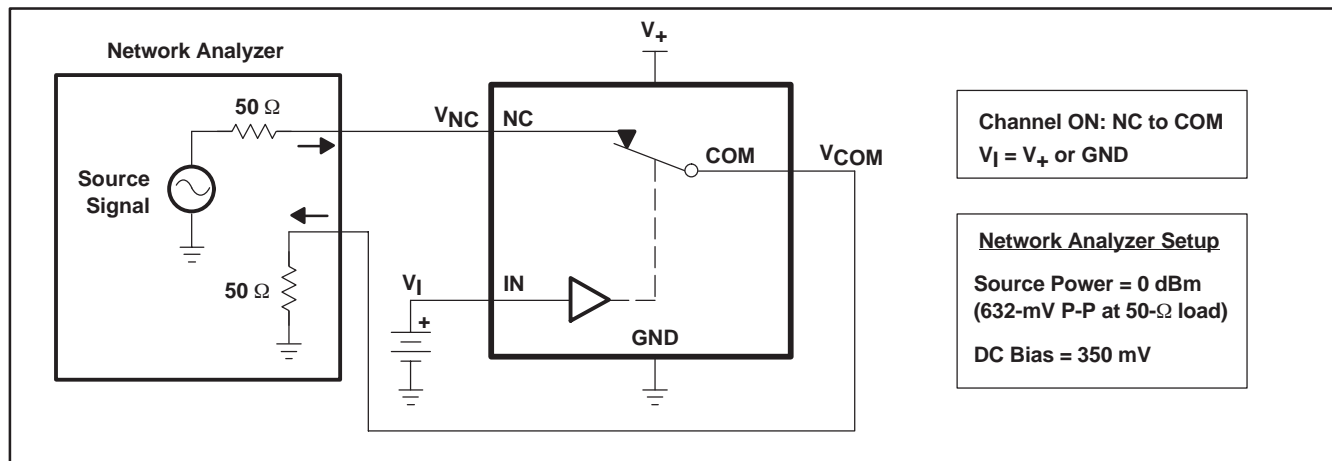 Network Analyzer
50 Ω
Source
Signal
50 Ω
V+
VNC
NC
COM
VCOM
VI
+
IN
GND
Channel ON: NC to COM
VI = V+ or GND
Network Analyzer Setup
Source Power = 0 dBm
(632-mV P-P at 50-Ω load)
DC Bias = 350 mV